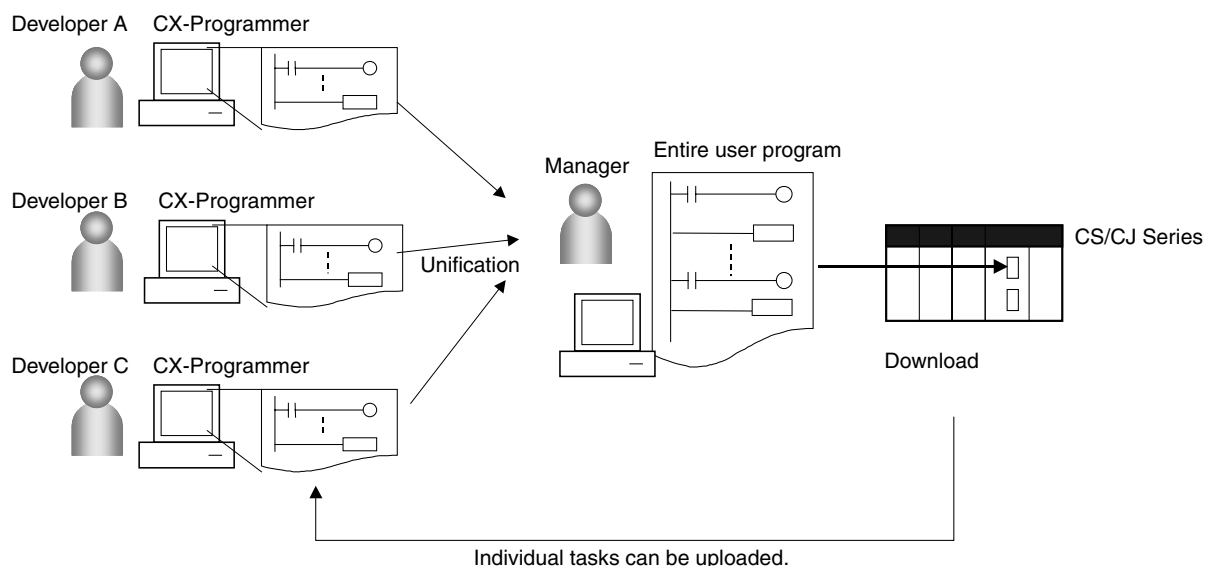 Developer A
CX-Programmer
Developer B
CX-Programmer
Unification
Developer C
CX-Programmer
Manager
Entire user program
CS/CJ Series
Download
Individual tasks can be uploaded.